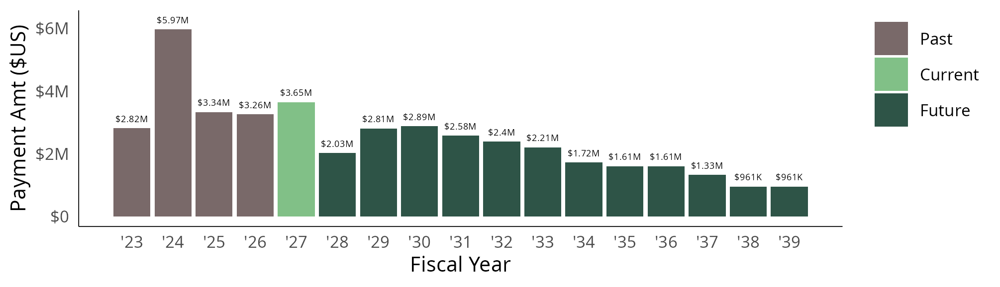 Payment Amt ($US)
$6M
$4M
$2M
$0
$2.82M
$5.97M
$3.34M
$3.26M
$3.65M
$2.03M
$2.81M
$2.89M
$2.58M
$2.4M
$2.21M
$1.72M
$1.61M
$1.61M
$1.33M
$961K
$961K
'23 '24 '25 '26 '27 '28 '29 '30 '31 '32 '33 '34 '35 '36 '37 '38 '39
Fiscal Year
Past
Current
Future